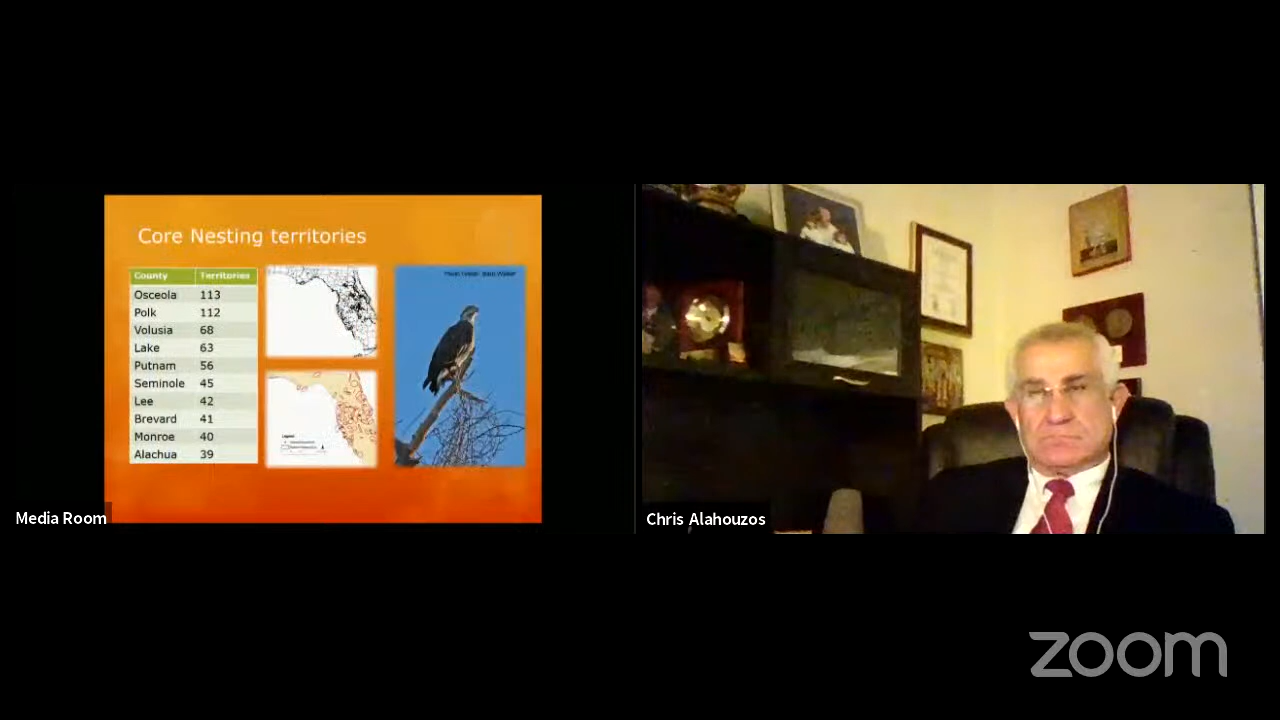 Core Nesting territories
County Territories
Osceola 113
Polk 112
Volusia 68
Lake 63
Putnam 56
Seminole 45
Lee 42
Brevard 41
Monroe 40
Alachua 39
Legend
Media Room
Chris Alahouzos
zoom